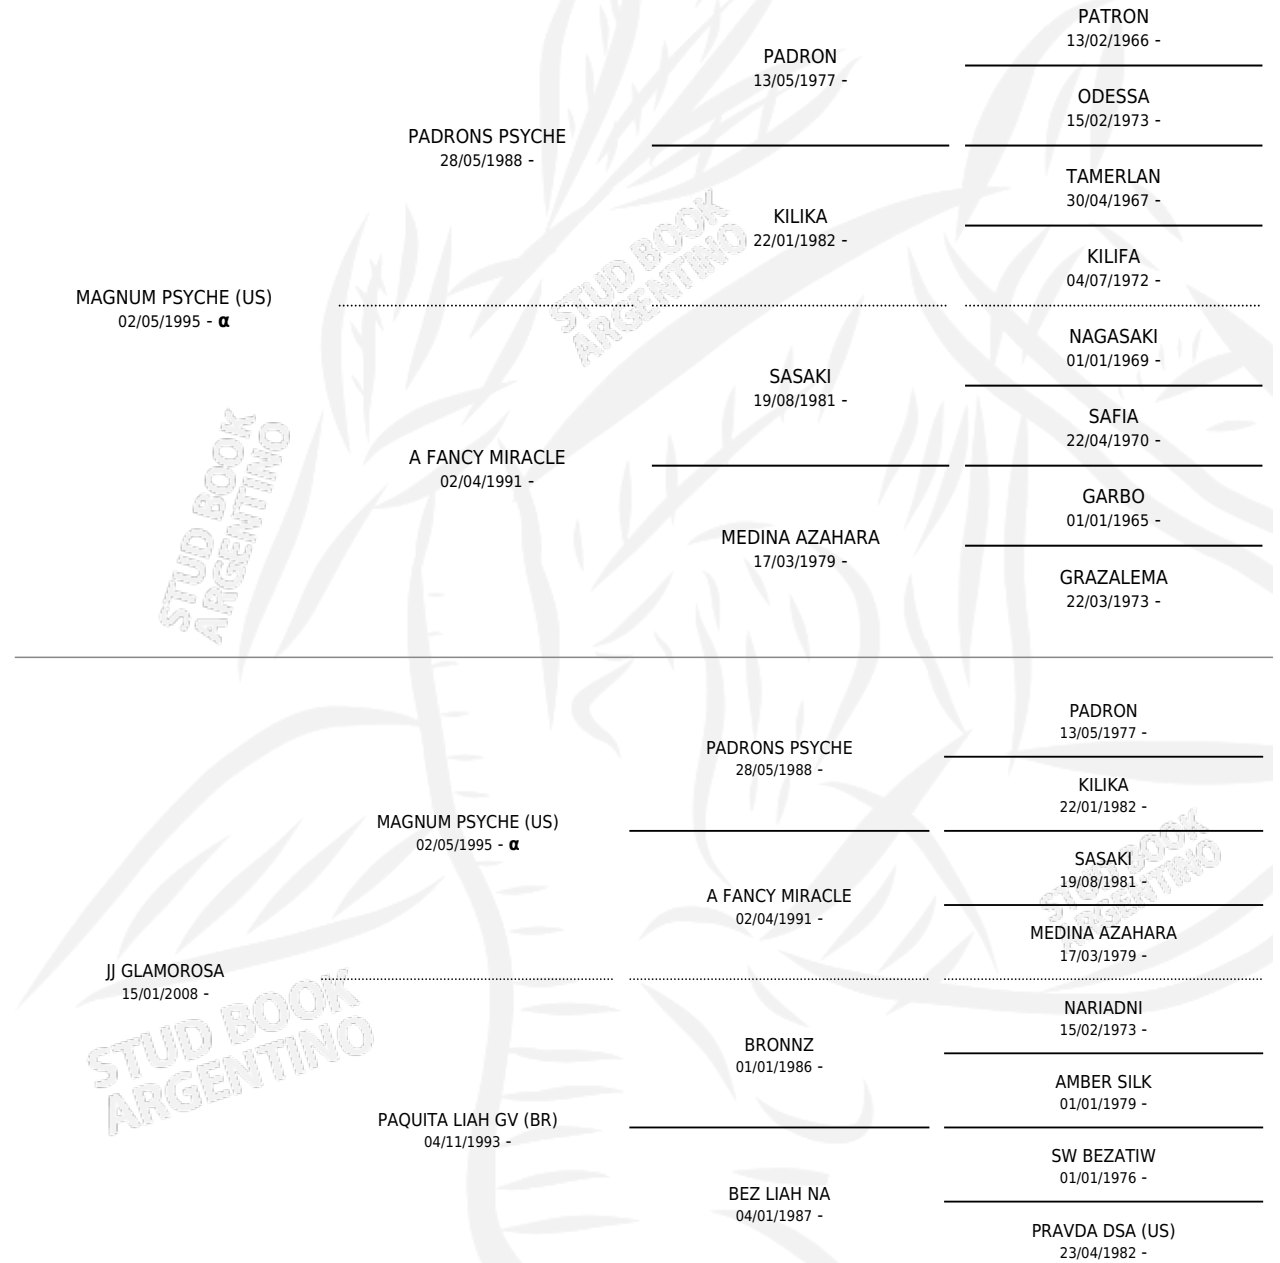 PATRON
13/02/1966 -
PADRON
13/05/1977 -
ODESSA
15/02/1973 -
PADRONS PSYCHE
28/05/1988 -
TAMERLAN
30/04/1967 -
KILIKA
22/01/1982 -
KILIFA
04/07/1972 -
STUD BOOK
ARGENTINO
MAGNUM PSYCHE (US)
02/05/1995 - α
NAGASAKI
01/01/1969 -
SASAKI
19/08/1981 -
SAFIA
22/04/1970 -
A FANCY MIRACLE
02/04/1991 -
GARBO
01/01/1965 -
MEDINA AZAHARA
17/03/1979 -
GRAZALEMA
22/03/1973 -
STUD BOOK
ARGENTINO
PADRON
13/05/1977 -
PADRONS PSYCHE
28/05/1988 -
KILIKA
22/01/1982 -
MAGNUM PSYCHE (US)
02/05/1995 - α
SASAKI
19/08/1981 -
A FANCY MIRACLE
02/04/1991 -
MEDINA AZAHARA
17/03/1979 -
STUD BOOK
ARGENTINO
JJ GLAMOROSA
15/01/2008 -
NARIADNI
15/02/1973 -
BRONNZ
01/01/1986 -
AMBER SILK
01/01/1979 -
PAQUITA LIAH GV (BR)
04/11/1993 -
SW BEZATIW
01/01/1976 -
BEZ LIAH NA
04/01/1987 -
PRAVDA DSA (US)
23/04/1982 -
STUD BOOK
ARGENTINO